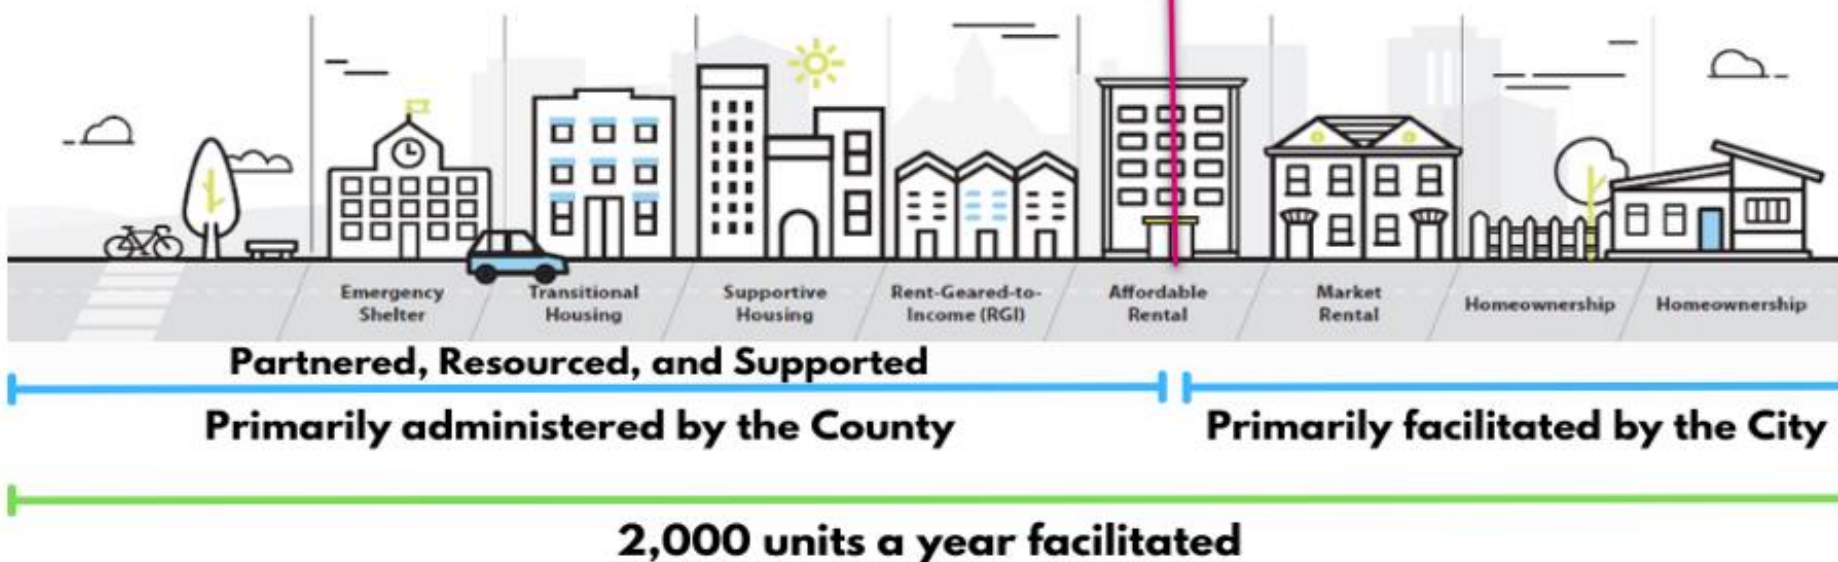 Emergency
Shelter
Transitional
Housing
Supportive
Housing
Rent-Geared-to-
Income (RGI)
Affordable
Rental
Market
Rental
Homeownership
Homeownership
Partnered, Resourced, and Supported
Primarily administered by the County
Primarily facilitated by the City
2,000 units a year facilitated